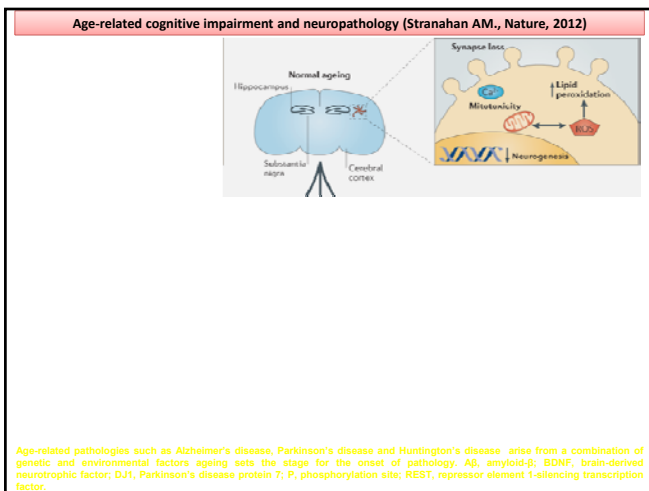 Age-related cognitive impairment and neuropathology (Stranahan AM., Nature, 2012)
Synapse loss
Normal ageing
Hippocampus
↑Lipid
peroxidation
Mitotoxicity
ROS
Substantia
nigra
Cerebral
cortex
↓Neurogenesis
Age-related pathologies such as Alzheimer's disease, Parkinson's disease and Huntington's disease arise from a combination of
genetic and environmental factors ageing sets the stage for the onset of pathology. Aβ, amyloid-β; BDNF, brain-derived
neurotrophic factor; DJ1, Parkinson's disease protein 7; P, phosphorylation site; REST, repressor element 1-silencing transcription
factor.